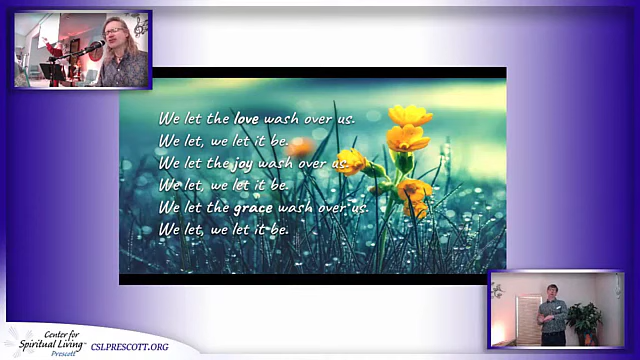 We let the love wash over us.
We let, we let it be.
We let the joy wash over us.
We let, we let it be.
We let the grace wash over us.
We let, we let it be.
Center for
Spiritual Living
Prescott
CSLPRESCOTT.ORG